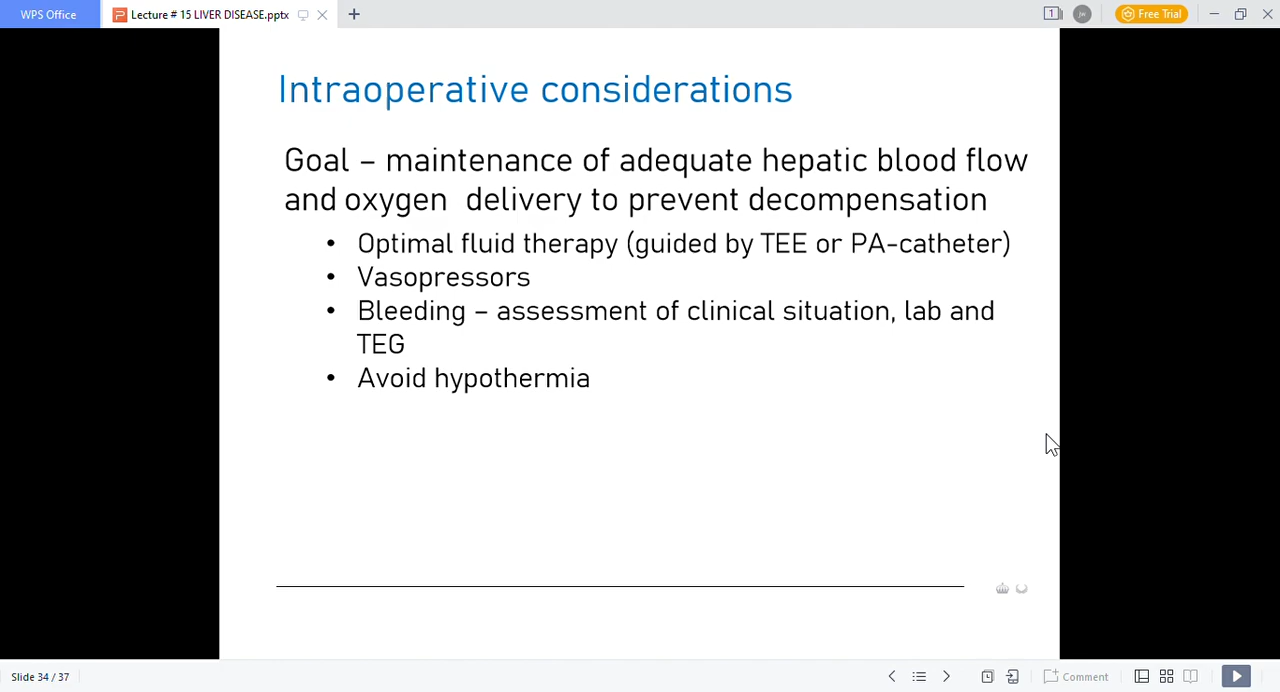 WPS Office
Lecture # 15 LIVER DISEASE.pptx
1
jw
Free Trial
Intraoperative considerations
Goal – maintenance of adequate hepatic blood flow
and oxygen  delivery to prevent decompensation
• Optimal fluid therapy (guided by TEE or PA-catheter)
• Vasopressors
• Bleeding – assessment of clinical situation, lab and
TEG
• Avoid hypothermia
Slide 34 / 37
Comment